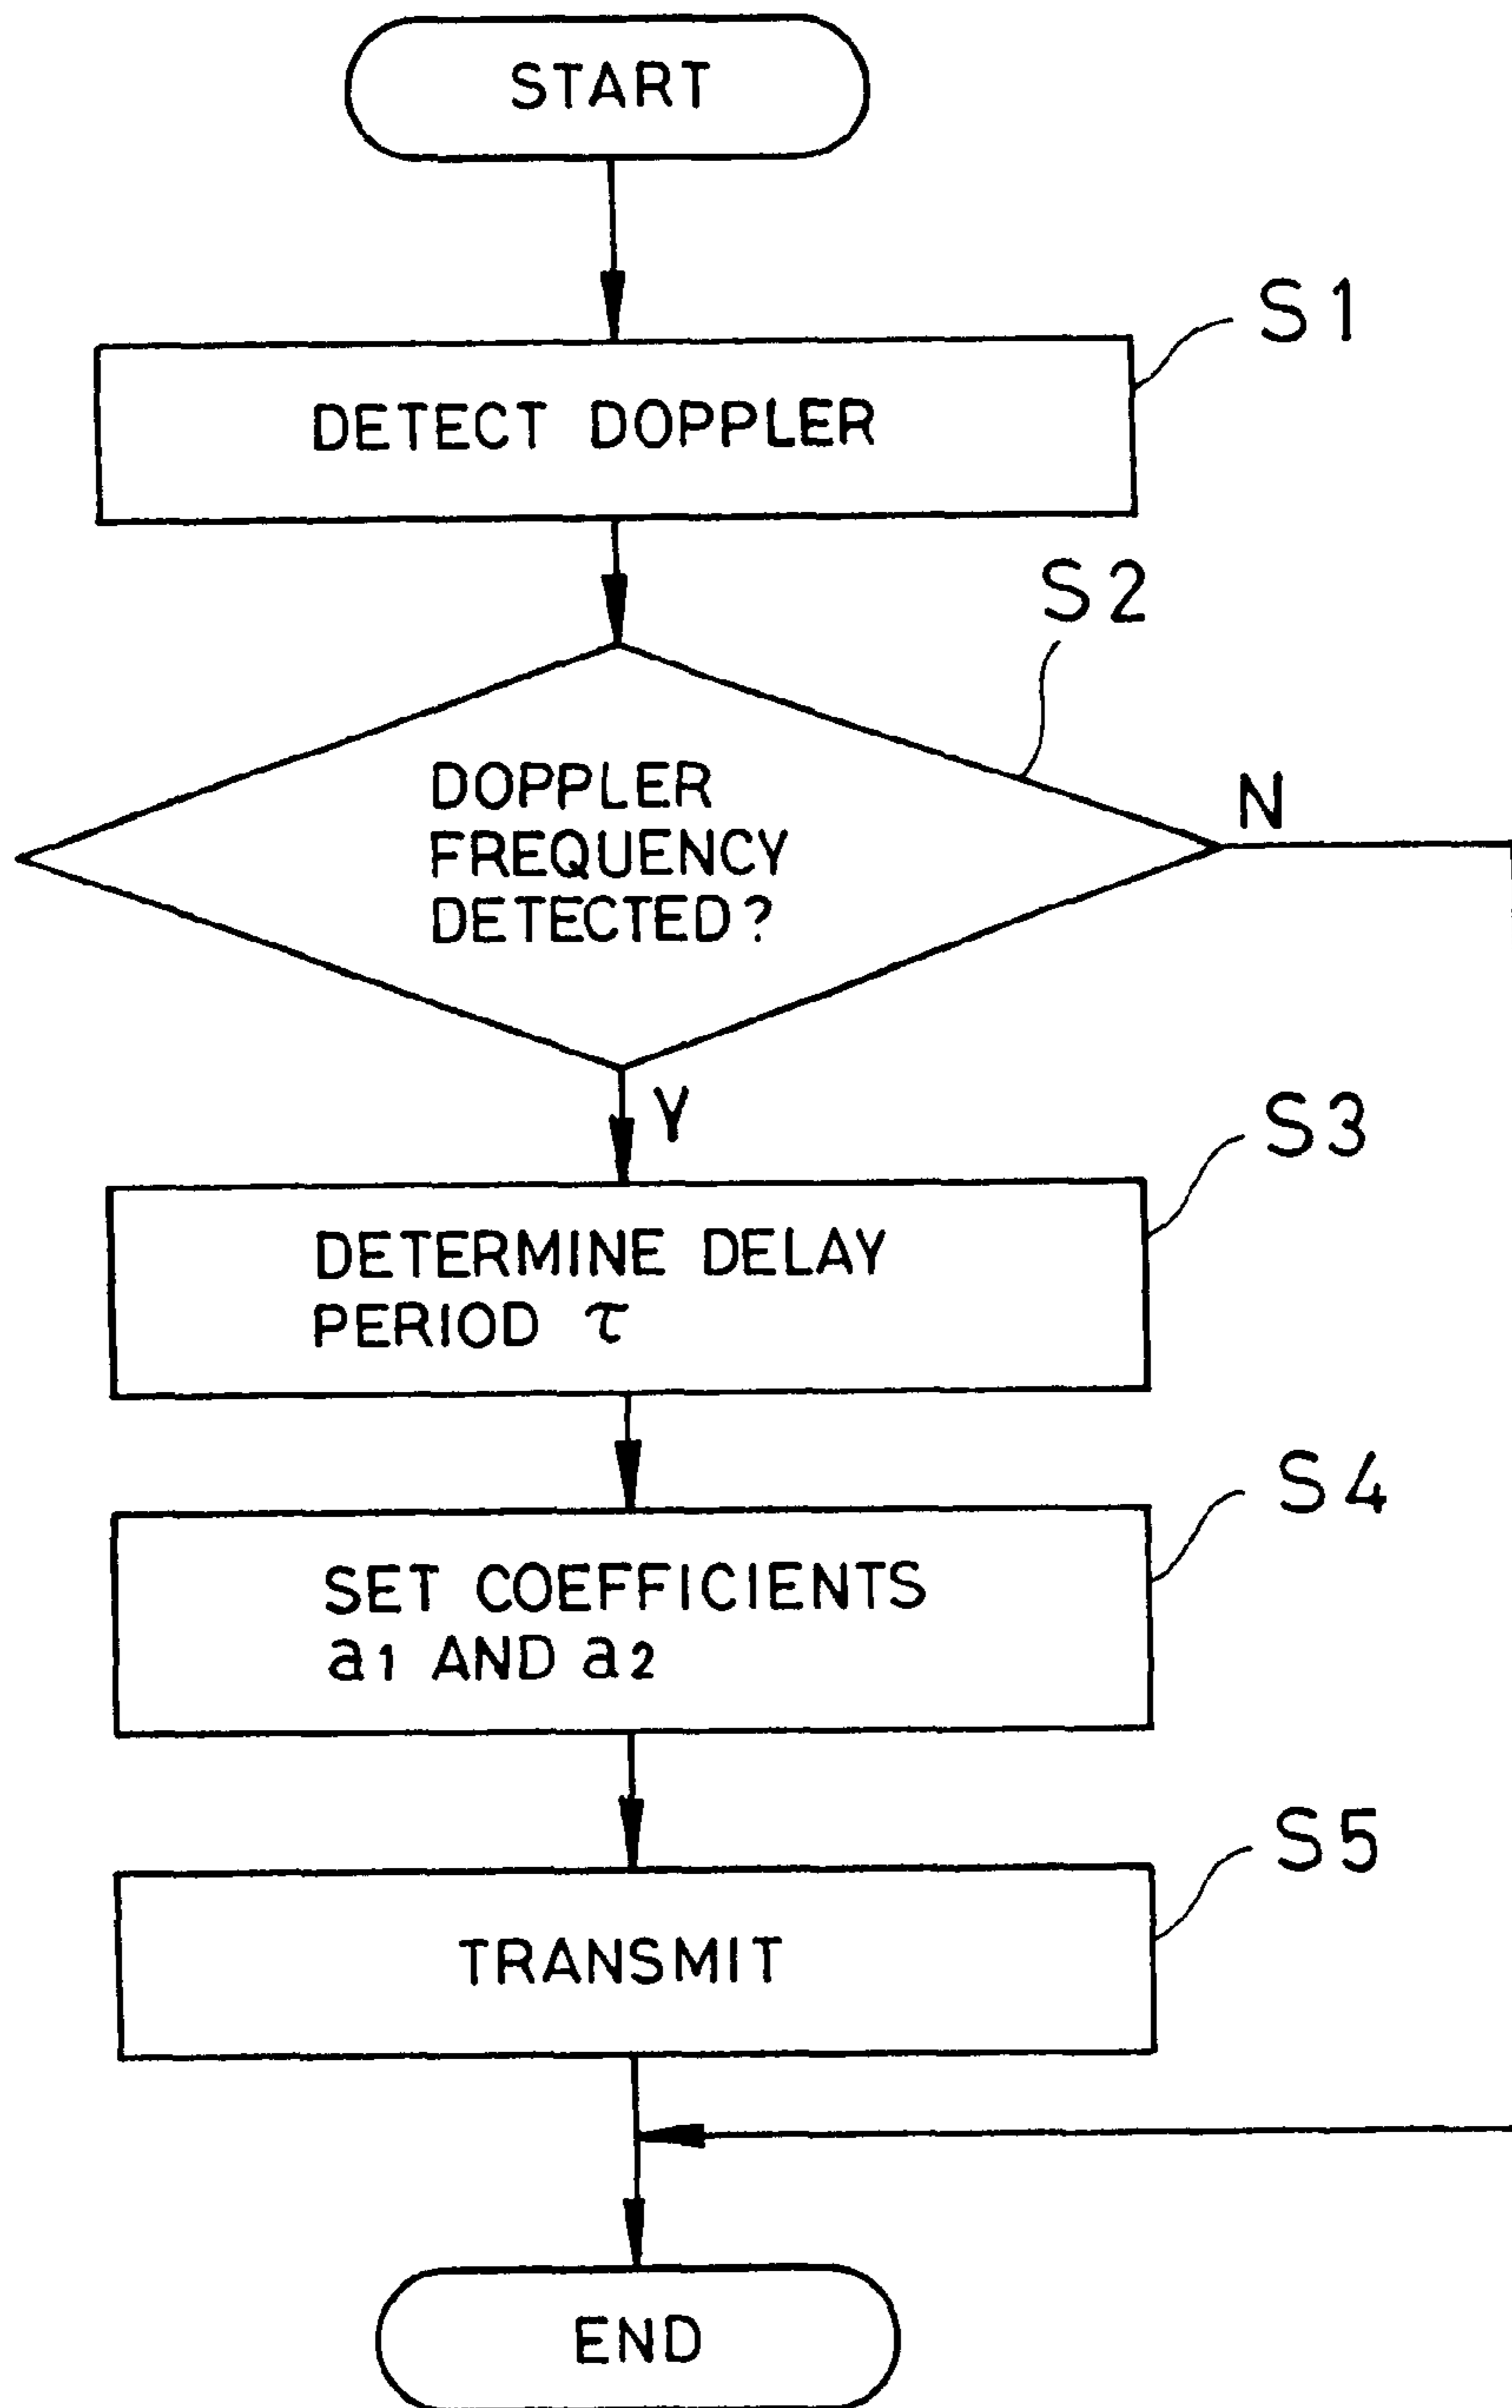 START
S1
DETECT DOPPLER
S2
DOPPLER
FREQUENCY
DETECTED?
N
Y
S3
DETERMINE DELAY
PERIOD τ
S4
SET COEFFICIENTS
a1 AND a2
S5
TRANSMIT
END